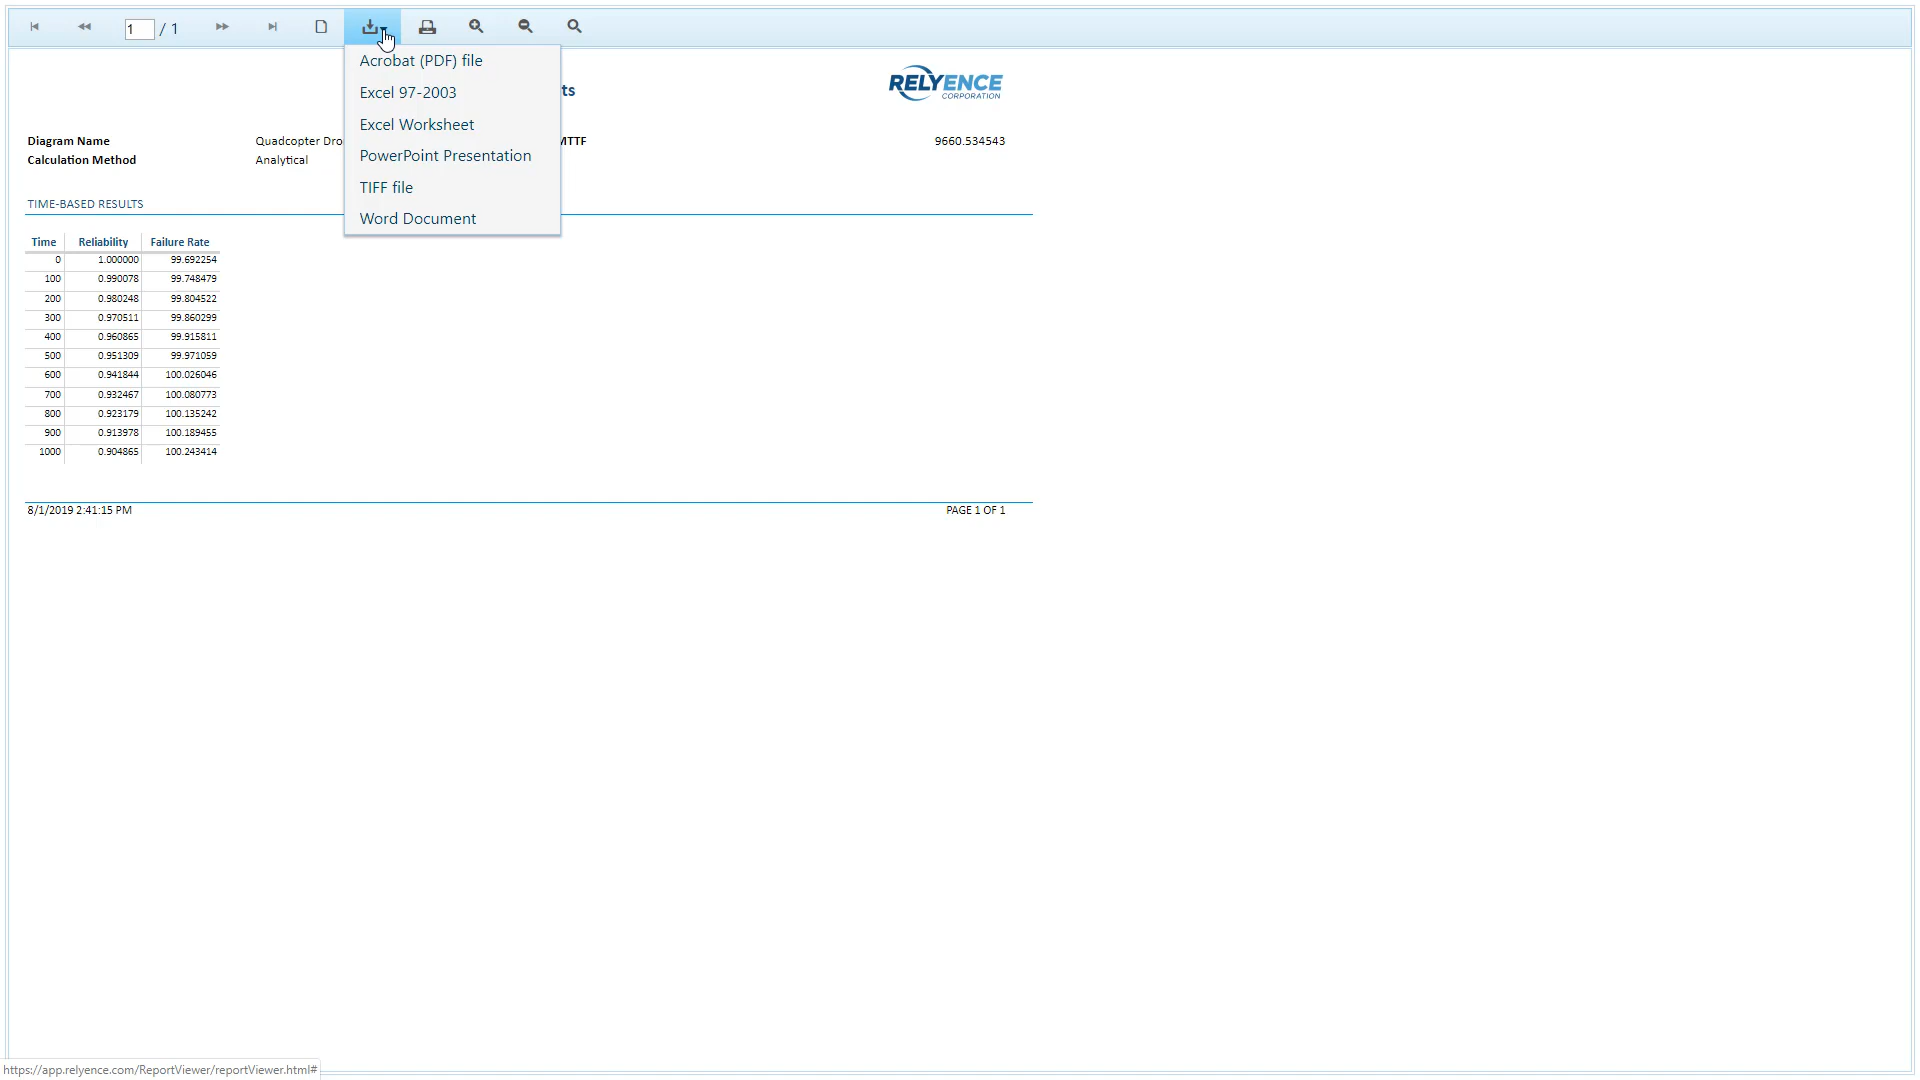 1 / 1
Acrobat (PDF) file
Excel 97-2003
Excel Worksheet
PowerPoint Presentation
TIFF file
Word Document
RELYENCE
CORPORATION
Diagram Name Quadcopter MTTF 9660.534543
Calculation Method Analytical
TIME-BASED RESULTS
Time Reliability Failure Rate
0 1.000000 99.692254
100 0.990078 99.748479
200 0.980248 99.804522
300 0.970511 99.860299
400 0.960865 99.915811
500 0.951309 99.971059
600 0.941844 100.026046
700 0.932467 100.080773
800 0.923179 100.135242
900 0.913978 100.189455
1000 0.904865 100.243414
8/1/2019 2:41:15 PM PAGE 1 OF 1
https://app.relyence.com/ReportViewer/reportViewer.html#